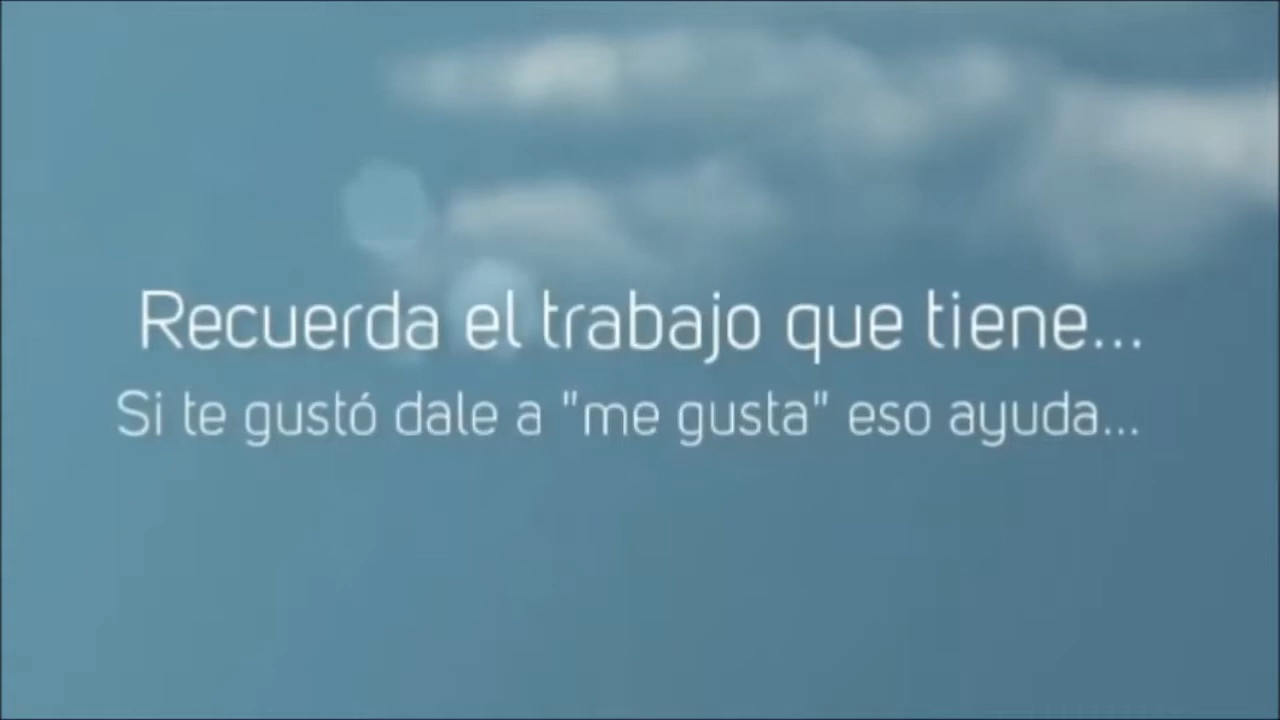 Recuerda el trabajo que tiene...
Si te gustó dale a "me gusta" eso ayuda...